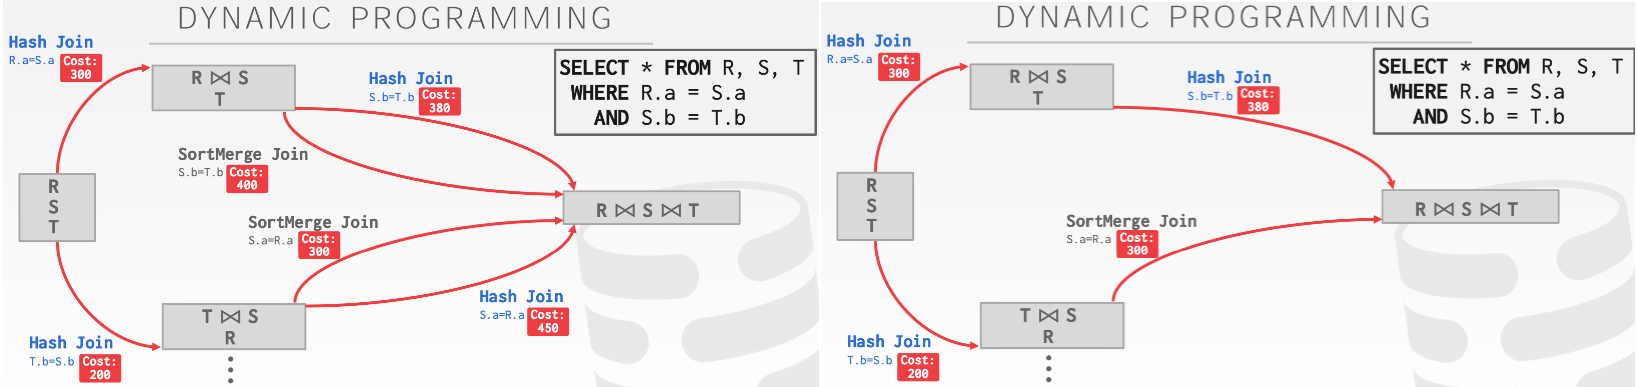 DYNAMIC PROGRAMMING
Hash Join
R.a=S.a Cost:
300
R ⋈ S
T
Hash Join
S.b=T.b Cost:
380
SELECT * FROM R, S, T
WHERE R.a = S.a
AND S.b = T.b
SortMerge Join
S.b=T.b Cost:
400
R
S
T
R ⋈ S ⋈ T
SortMerge Join
S.a=R.a Cost:
300
Hash Join
S.a=R.a Cost:
450
T ⋈ S
R
Hash Join
T.b=S.b Cost:
200
DYNAMIC PROGRAMMING
Hash Join
R.a=S.a Cost:
300
R ⋈ S
T
Hash Join
S.b=T.b Cost:
380
SELECT * FROM R, S, T
WHERE R.a = S.a
AND S.b = T.b
R
S
T
R ⋈ S ⋈ T
SortMerge Join
S.a=R.a Cost:
300
T ⋈ S
R
Hash Join
T.b=S.b Cost:
200